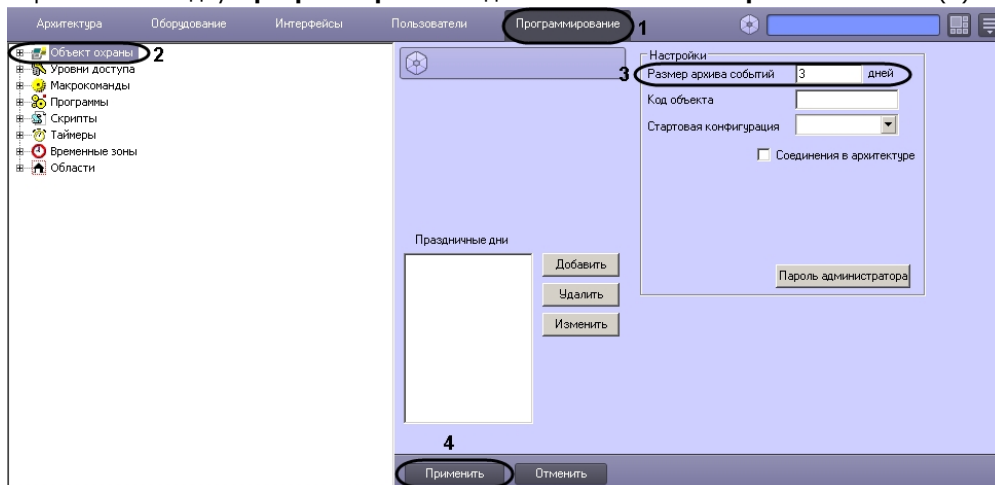 Архитектура Оборудование Интерфейсы Пользователи Программирование 1
Объект охраны 2
Уровни доступа
Макрокоманды
Программы
Скрипты
Таймеры
Временные зоны
Области
Настройки
3 Размер архива событий 3 дней
Код объекта
Стартовая конфигурация
Соединения в архитектуре
Пароль администратора
Праздничные дни
Добавить
Удалить
Изменить
4
Применить Отменить